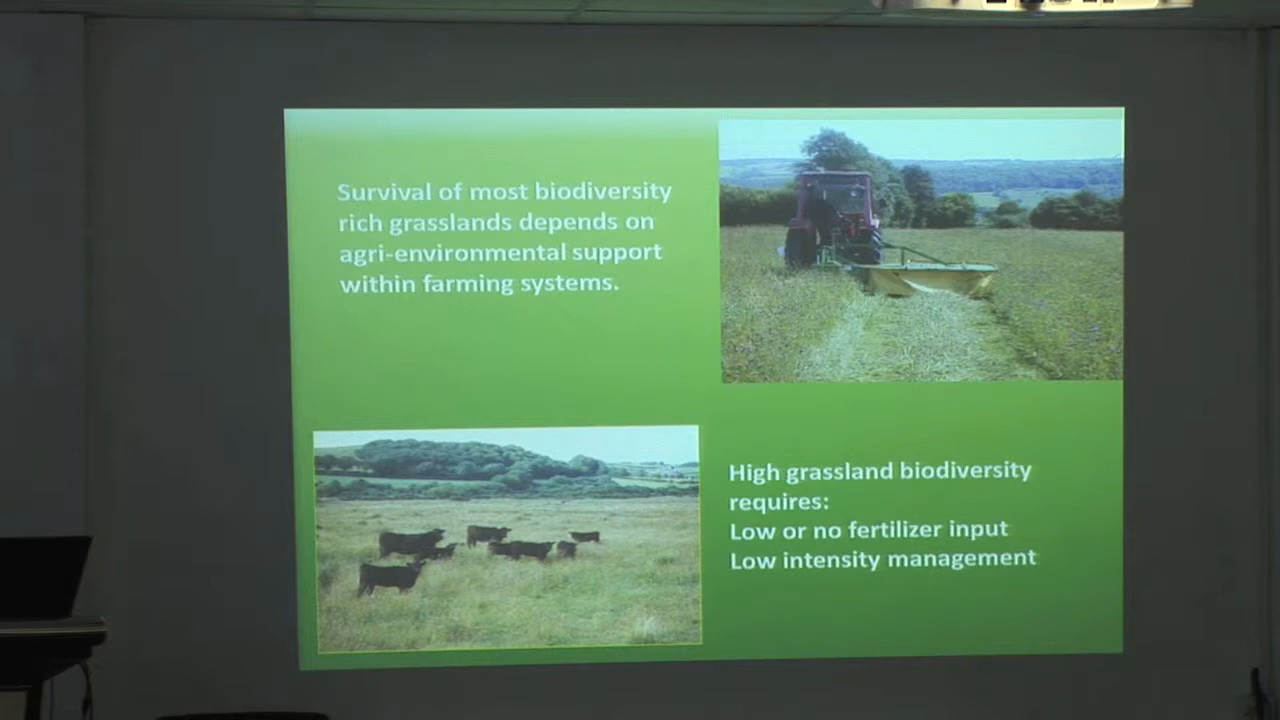 Survival of most biodiversity
rich grasslands depends on
agri-environmental support
within farming systems.
High grassland biodiversity
requires:
Low or no fertilizer input
Low intensity management